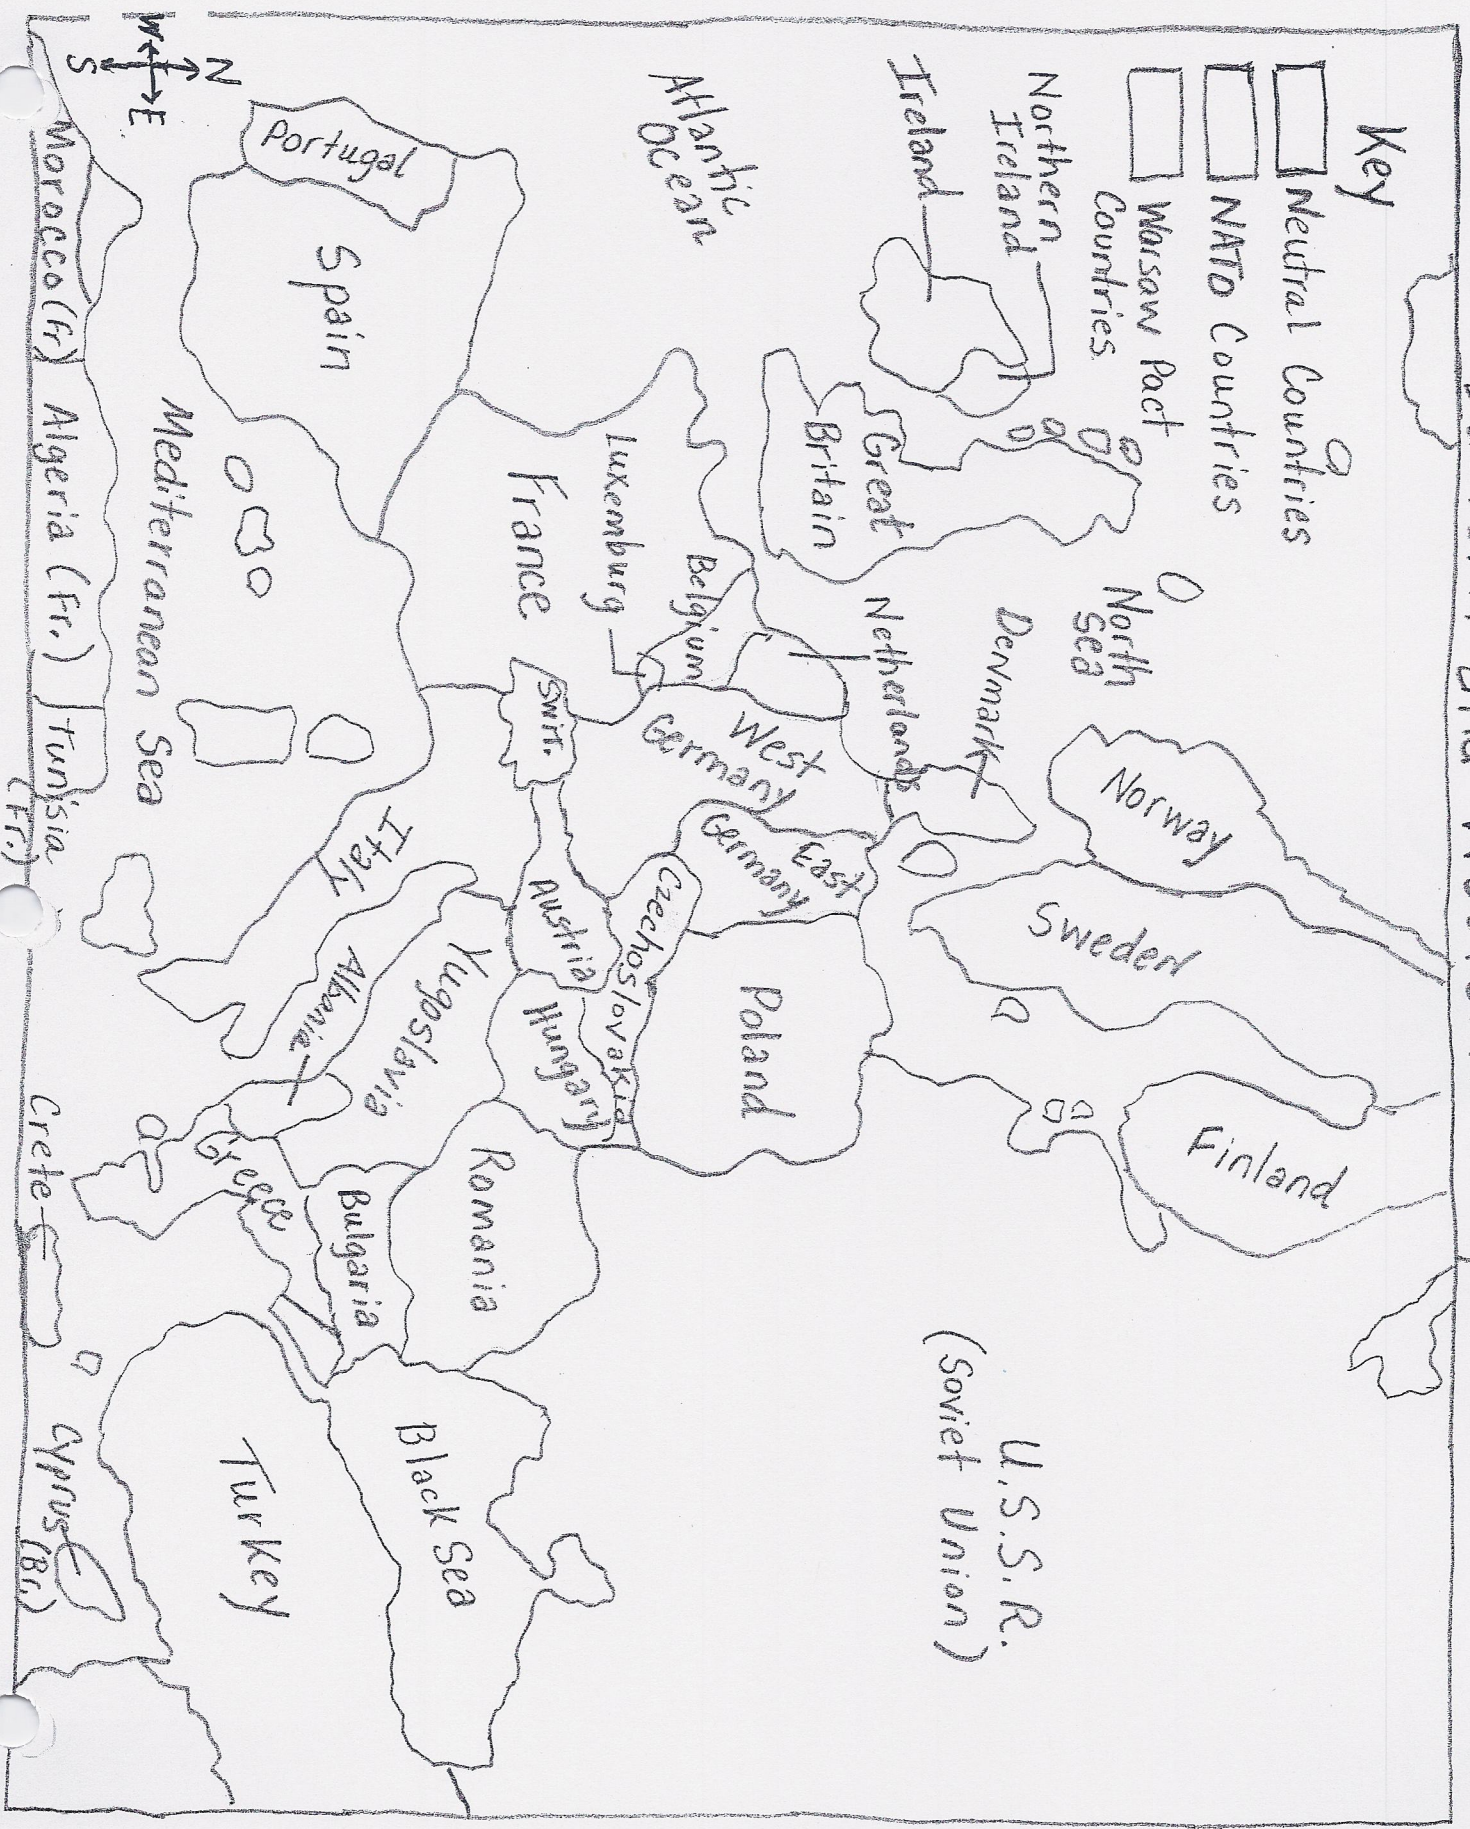 Key
Neutral Countries
NATO Countries
Warsaw Pact
Countries
Northern
Ireland
Ireland
Atlantic
Ocean
North
Sea
Norway
Sweden
Finland
Denmark
Great
Britain
Netherlands
U.S.S.R.
(Soviet Union)
Belgium
Luxemburg
West
Germany
East
Germany
Poland
Czechoslovakia
France
Swin.
Austria
Hungary
Romania
Portugal
Spain
Italy
Yugoslavia
Albania
Bulgaria
Black Sea
Greece
Turkey
Mediterranean Sea
N
W
E
S
Morocco (Fr)
Algeria (Fr.)
Tunisia
(Fr.)
Crete
Cyprus
(Br.)